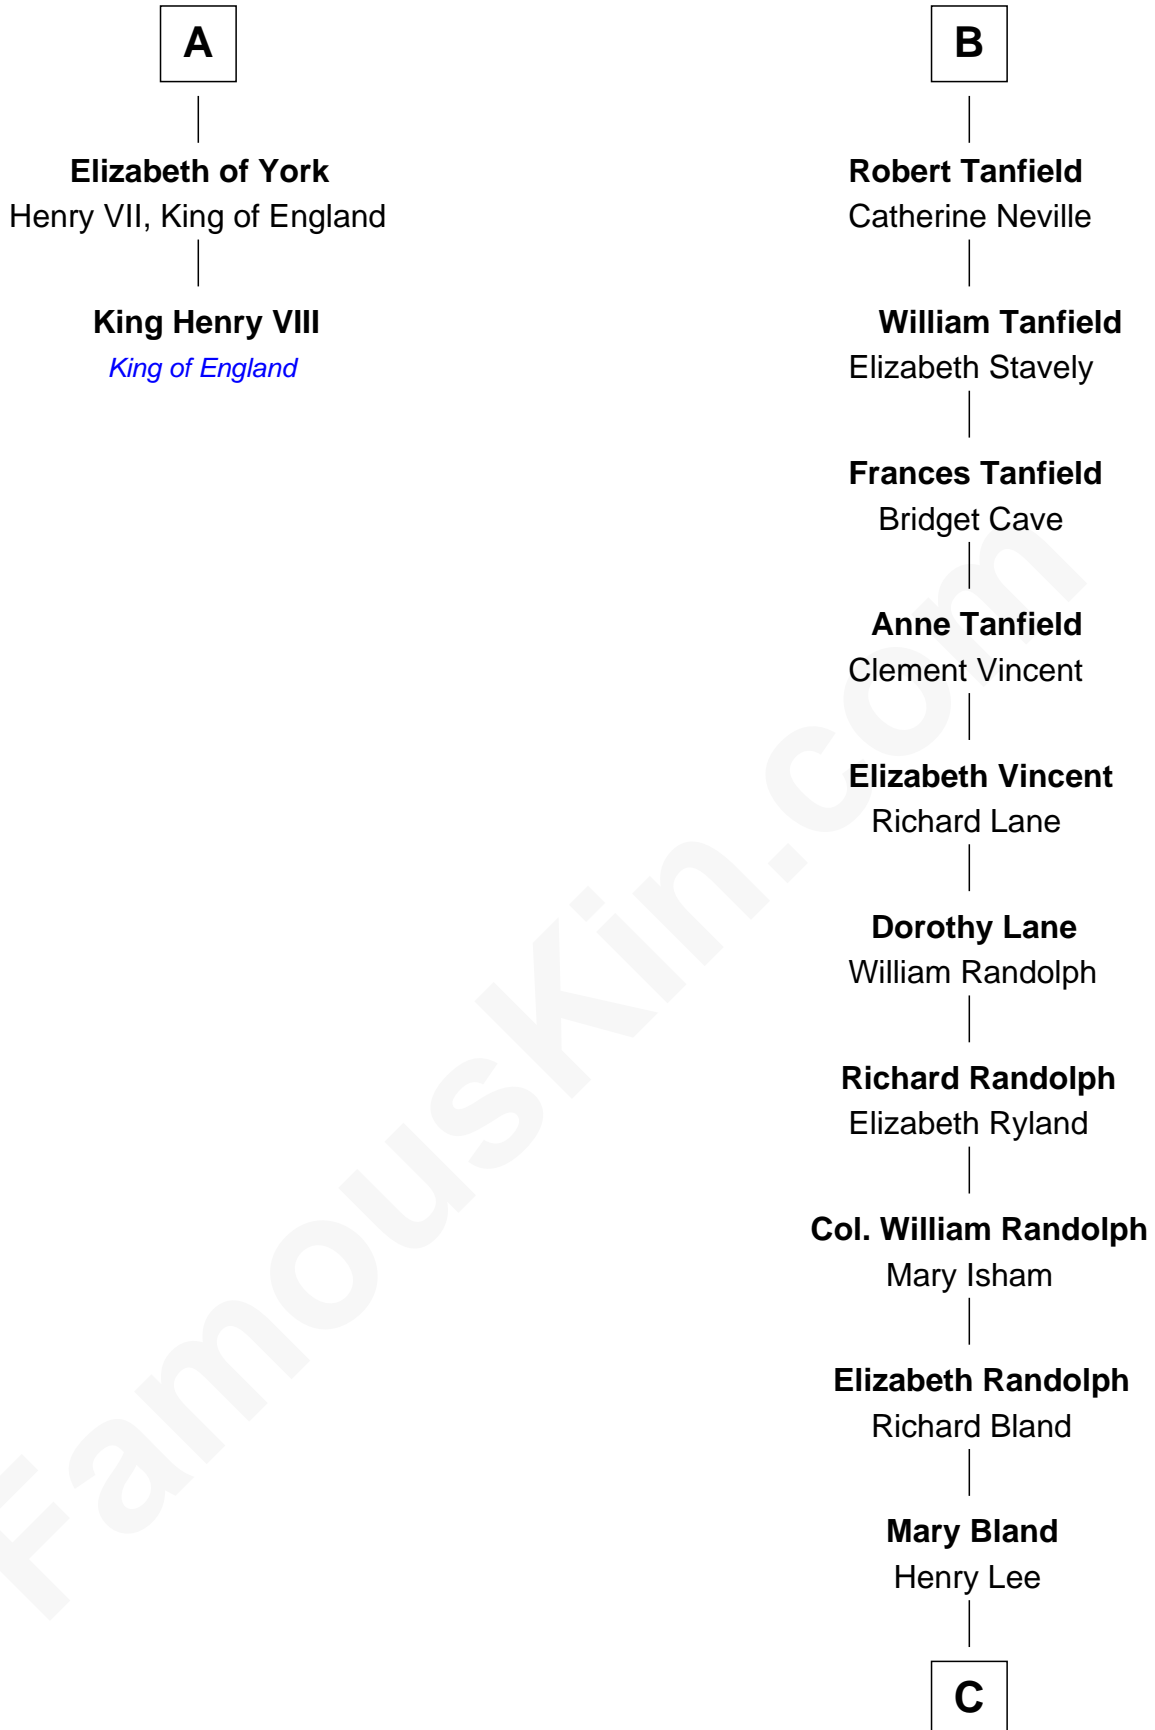 A
Elizabeth of York
Henry VII, King of England
King Henry VIII
King of England
B
Robert Tanfield
Catherine Neville
William Tanfield
Elizabeth Stavely
Frances Tanfield
Bridget Cave
Anne Tanfield
Clement Vincent
Elizabeth Vincent
Richard Lane
Dorothy Lane
William Randolph
Richard Randolph
Elizabeth Ryland
Col. William Randolph
Mary Isham
Elizabeth Randolph
Richard Bland
Mary Bland
Henry Lee
C
FamousKin.com